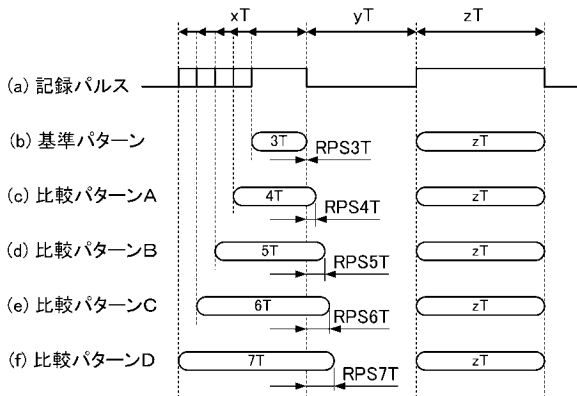 xT yT zT
(a) 記録パルス
(b) 基準パターン 3T RPS3T zT
(c) 比較パターンA 4T RPS4T zT
(d) 比較パターンB 5T RPS5T zT
(e) 比較パターンC 6T RPS6T zT
(f) 比較パターンD 7T RPS7T zT